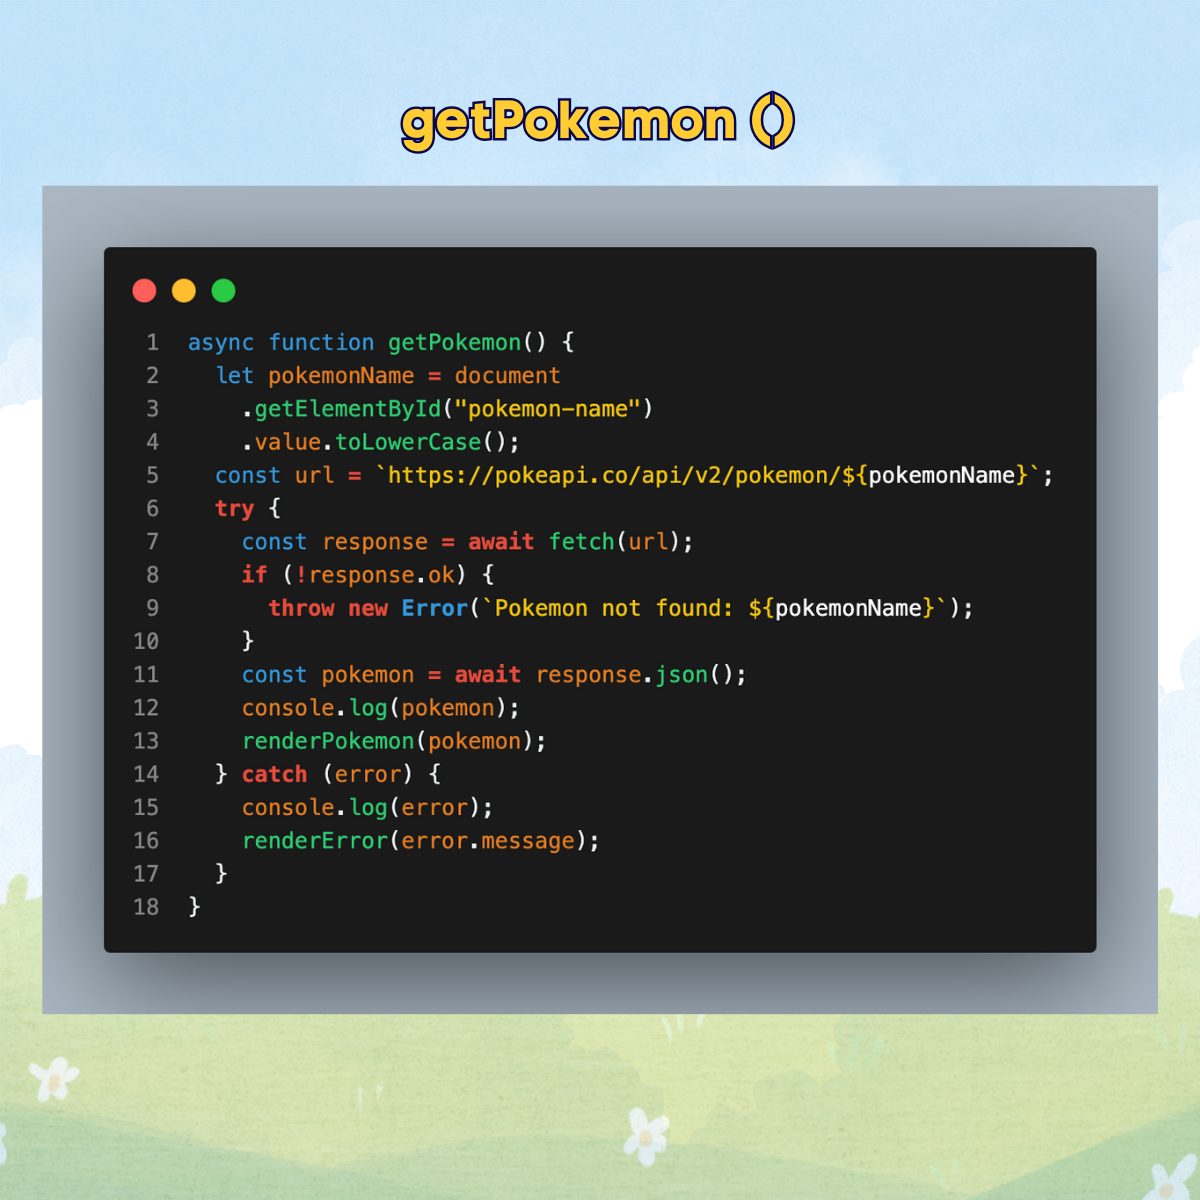 getPokemon ()
1 async function getPokemon() {
2   let pokemonName = document
3     .getElementById("pokemon-name")
4     .value.toLowerCase();
5   const url = `https://pokeapi.co/api/v2/pokemon/${pokemonName}`;
6   try {
7     const response = await fetch(url);
8     if (!response.ok) {
9       throw new Error(`Pokemon not found: ${pokemonName}`);
10     }
11     const pokemon = await response.json();
12     console.log(pokemon);
13     renderPokemon(pokemon);
14   } catch (error) {
15     console.log(error);
16     renderError(error.message);
17   }
18 }